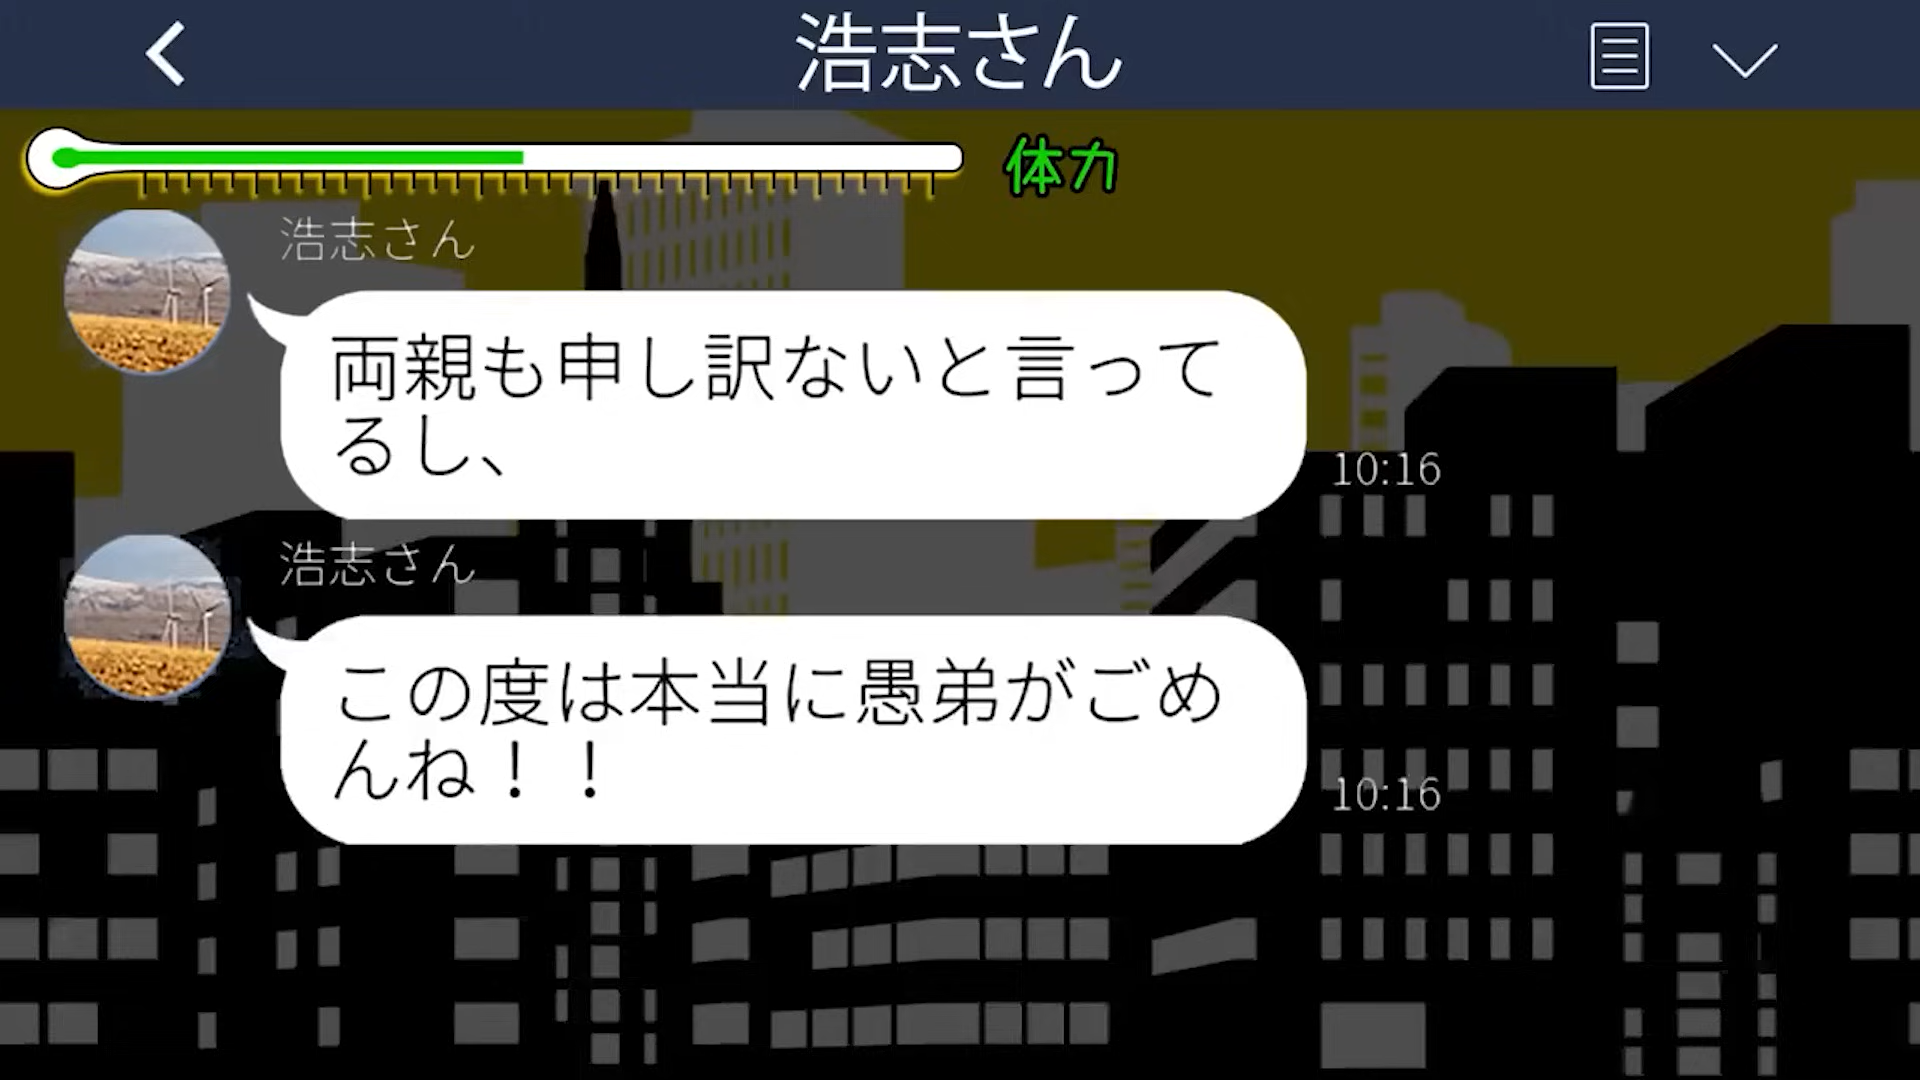 浩志さん
体力
浩志さん
両親も申し訳ないと言って
るし、
10:16
浩志さん
この度は本当に愚弟がごめ
んね！！
10:16